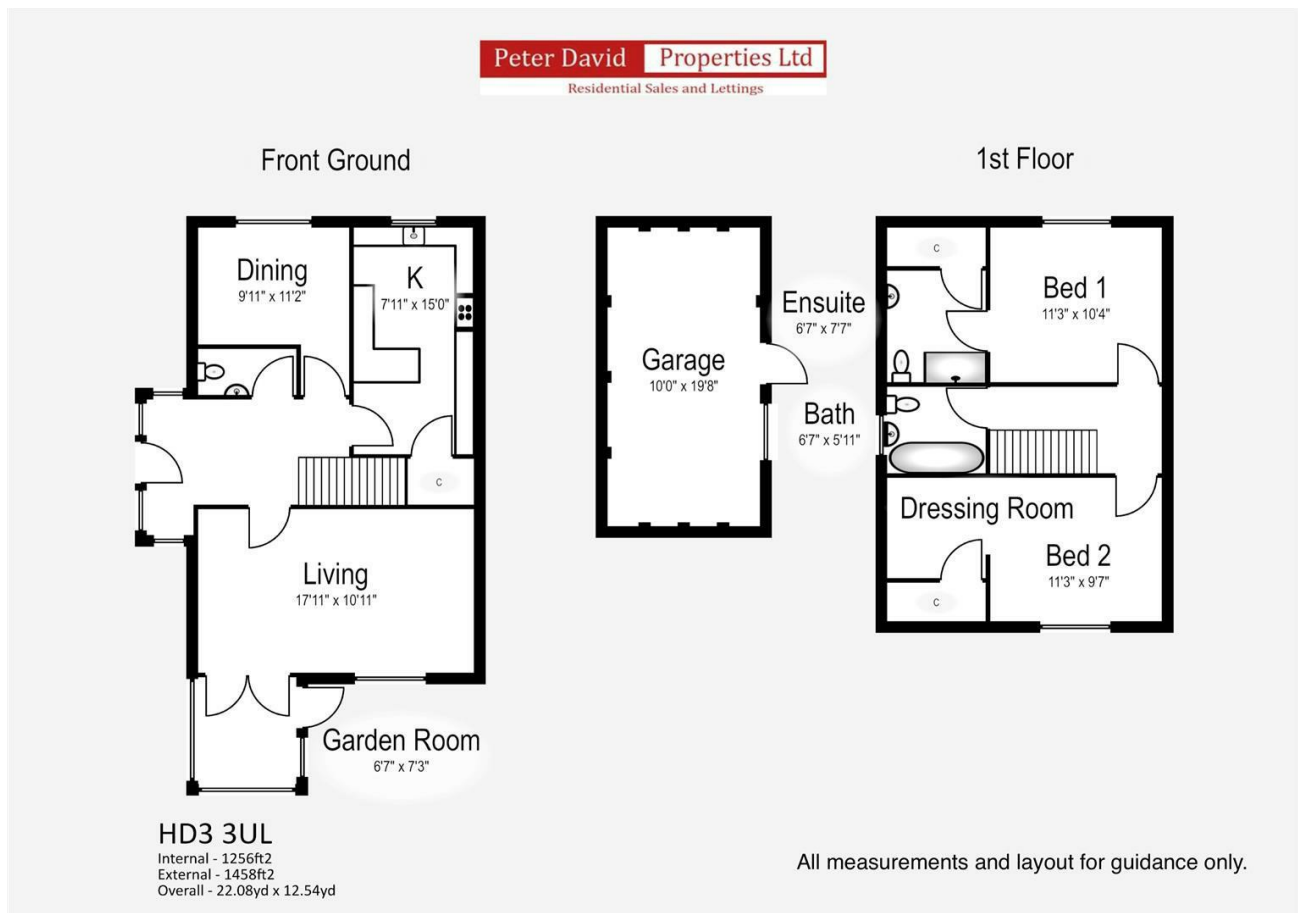 Peter David Properties Ltd
Residential Sales and Lettings
Front Ground
1st Floor
Dining
9'11" x 11'2"
K
7'11" x 15'0"
C
Living
17'11" x 10'11"
Garden Room
6'7" x 7'3"
Garage
10'0" x 19'8"
Ensuite
6'7" x 7'7"
Bath
6'7" x 5'11"
C
Bed 1
11'3" x 10'4"
Dressing Room
Bed 2
11'3" x 9'7"
C
HD3 3UL
Internal - 1256ft2
External - 1458ft2
Overall - 22.08yd x 12.54yd
All measurements and layout for guidance only.